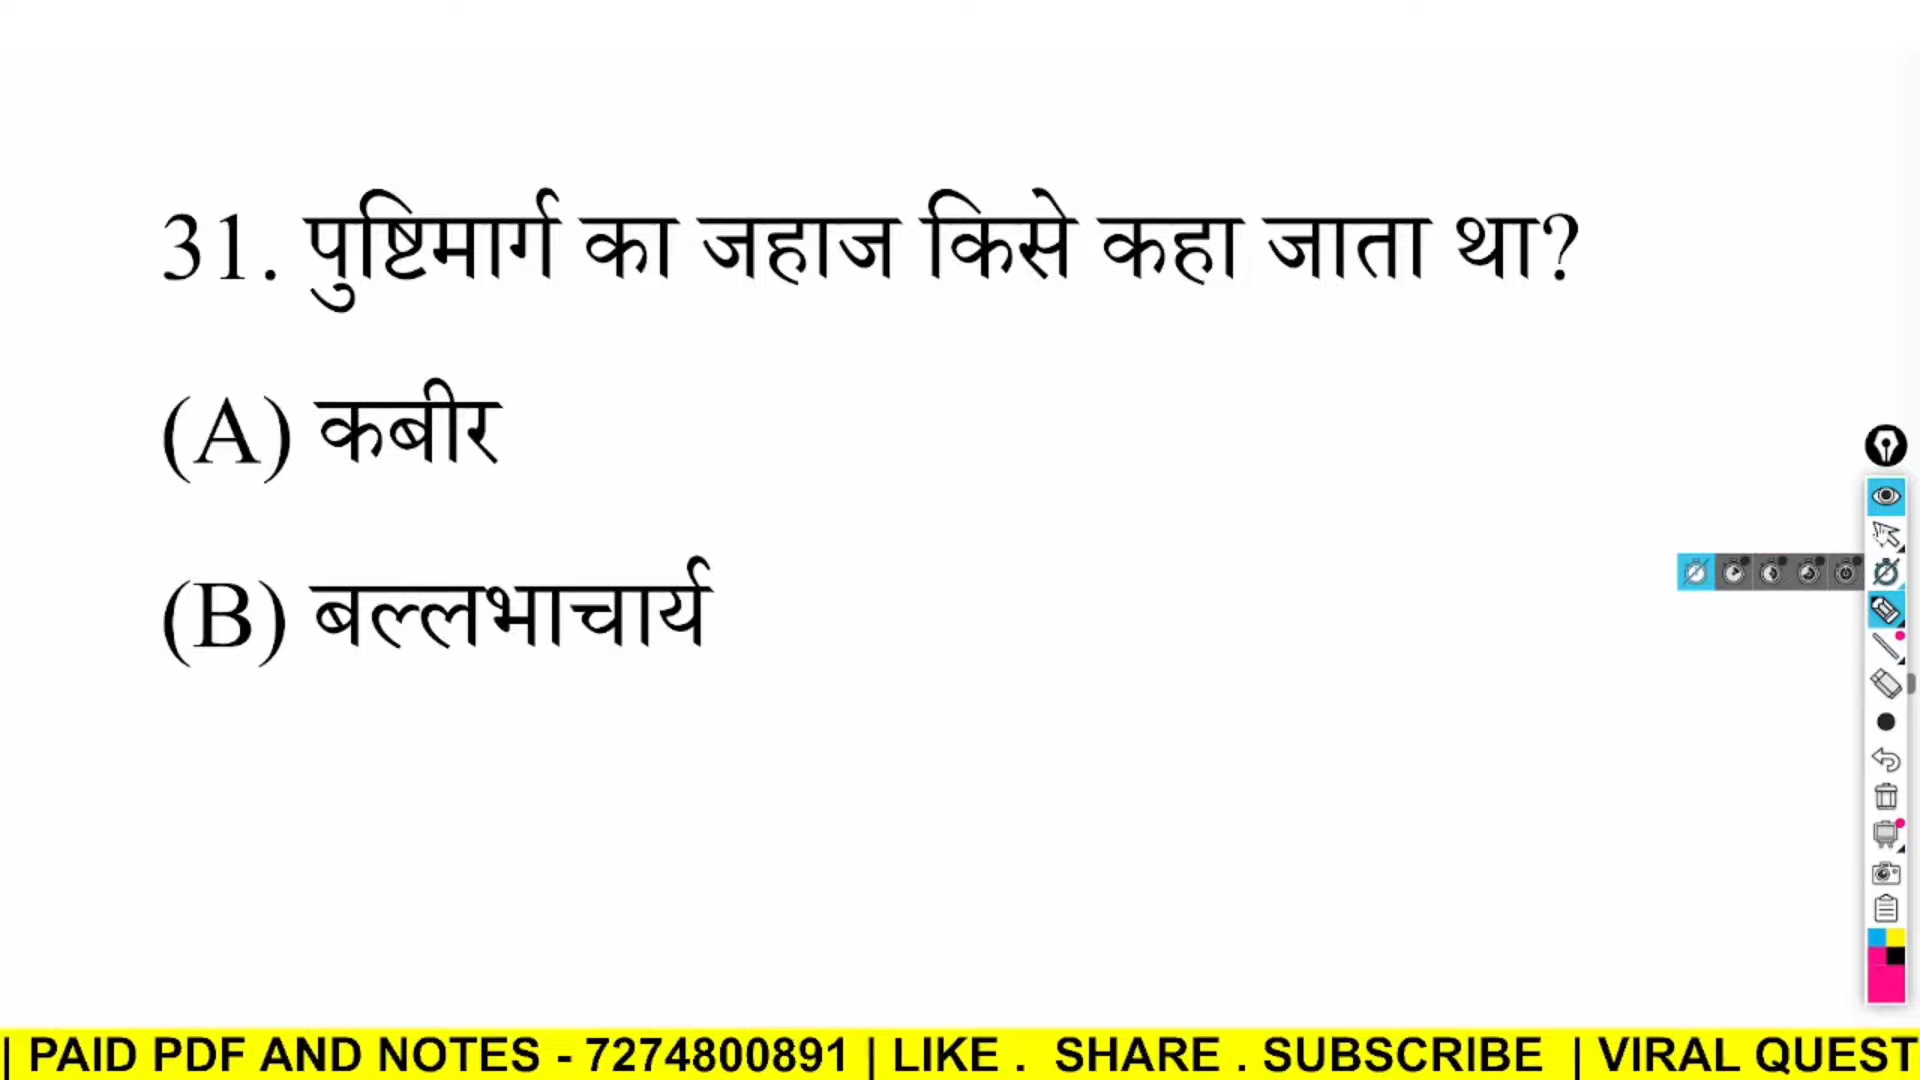 31. पुष्टिमार्ग का जहाज किसे कहा जाता था?
(A) कबीर
(B) बल्लभाचार्य
| PAID PDF AND NOTES - 7274800891 | LIKE . SHARE . SUBSCRIBE | VIRAL QUEST